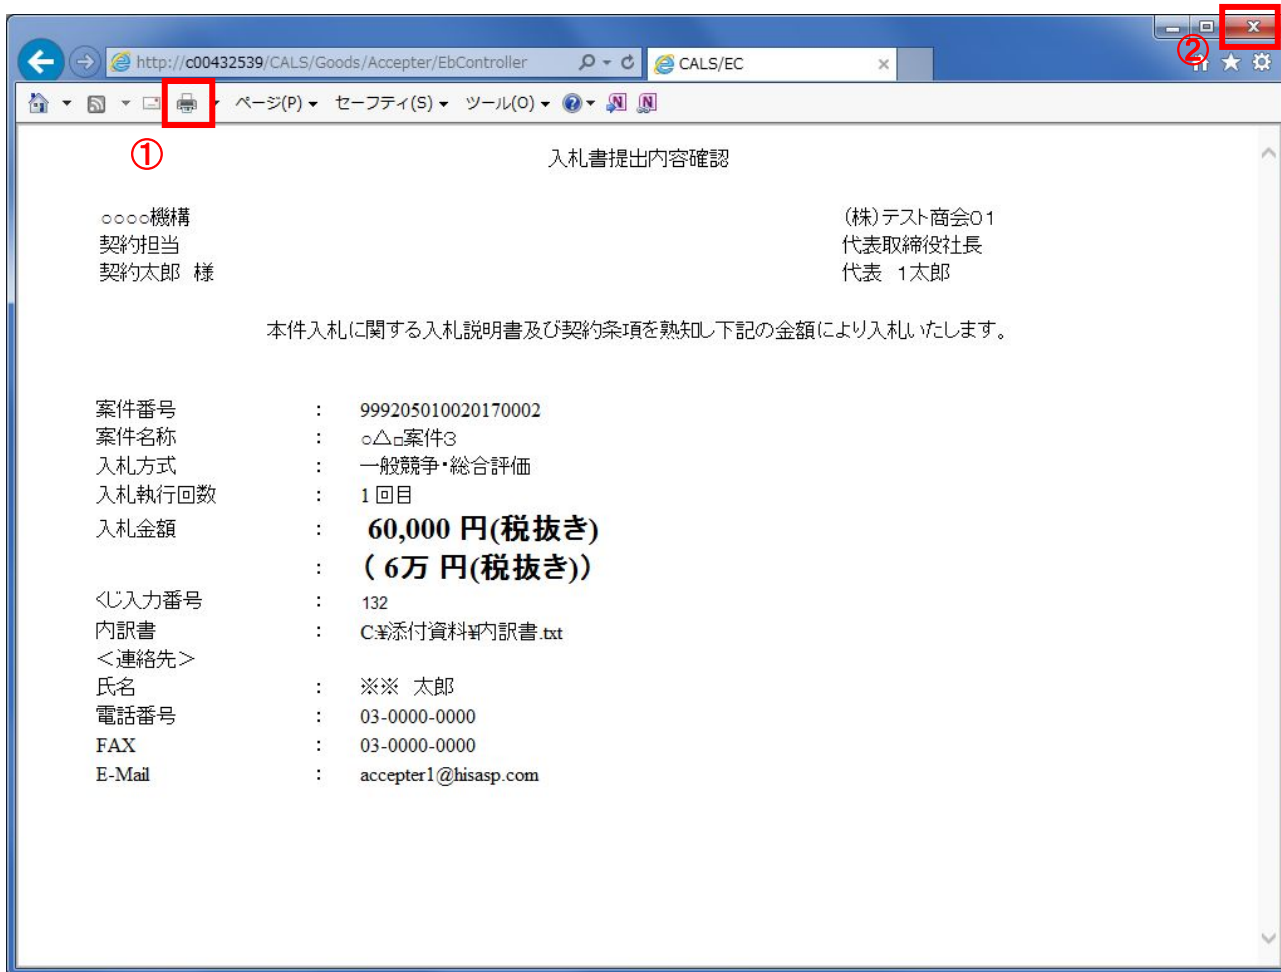 ②
http://c00432539/CALS/Goods/Accepter/EbController
CALS/EC
ページ(P) セーフティ(S) ツール(O)
①
入札書提出内容確認
○○○○機構
(株)テスト商会01
契約担当
代表取締役社長
契約太郎 様
代表 1太郎
本件入札に関する入札説明書及び契約条項を熟知し下記の金額により入札いたします。
案件番号 : 999205010020170002
案件名称 : ○△□案件3
入札方式 : 一般競争・総合評価
入札執行回数 : 1回目
入札金額 : 60,000 円(税抜き)
: ( 6万 円(税抜き))
くじ入力番号 : 132
内訳書 : C:¥添付資料¥内訳書.txt
<連絡先>
氏名 : ※※ 太郎
電話番号 : 03-0000-0000
FAX : 03-0000-0000
E-Mail : accepter1@hisasp.com